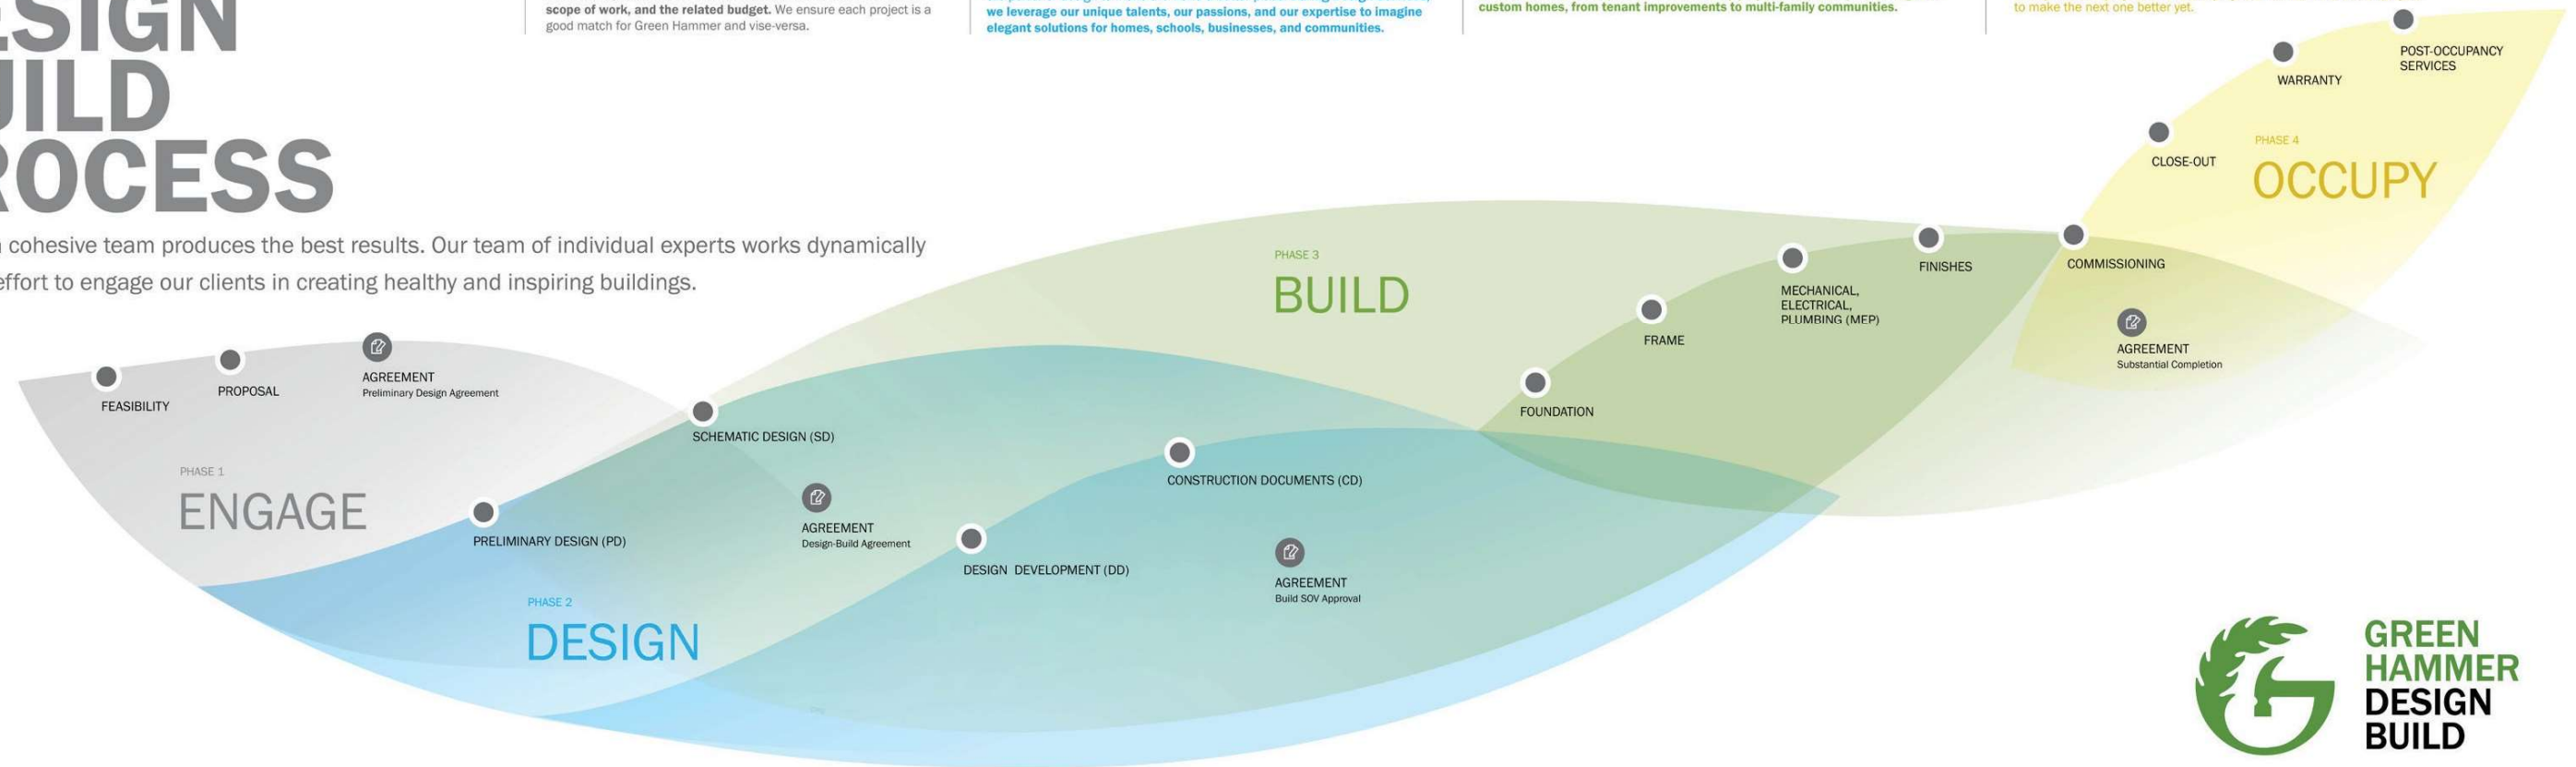 scope of work, and the related budget. We ensure each project is a
good match for Green Hammer and vise-versa.
we leverage our unique talents, our passions, and our expertise to imagine
elegant solutions for homes, schools, businesses, and communities.
custom homes, from tenant improvements to multi-family communities.
to make the next one better yet.
ESIGN
UILD
ROCESS
cohesive team produces the best results. Our team of individual experts works dynamically
effort to engage our clients in creating healthy and inspiring buildings.
FEASIBILITY
PROPOSAL
AGREEMENT
Preliminary Design Agreement
PHASE 1
ENGAGE
PRELIMINARY DESIGN (PD)
SCHEMATIC DESIGN (SD)
AGREEMENT
Design-Build Agreement
PHASE 2
DESIGN
DESIGN DEVELOPMENT (DD)
CONSTRUCTION DOCUMENTS (CD)
AGREEMENT
Build SOV Approval
PHASE 3
BUILD
FOUNDATION
FRAME
MECHANICAL,
ELECTRICAL,
PLUMBING (MEP)
FINISHES
COMMISSIONING
AGREEMENT
Substantial Completion
PHASE 4
OCCUPY
CLOSE-OUT
WARRANTY
POST-OCCUPANCY
SERVICES
GREEN
HAMMER
DESIGN
BUILD